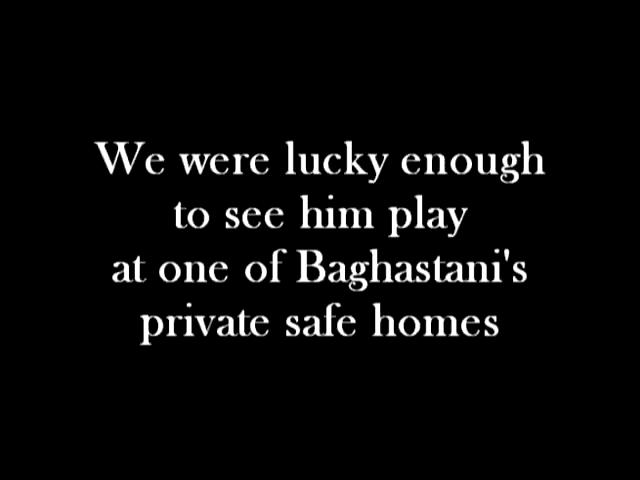 We were lucky enough
to see him play
at one of Baghastani's
private safe homes